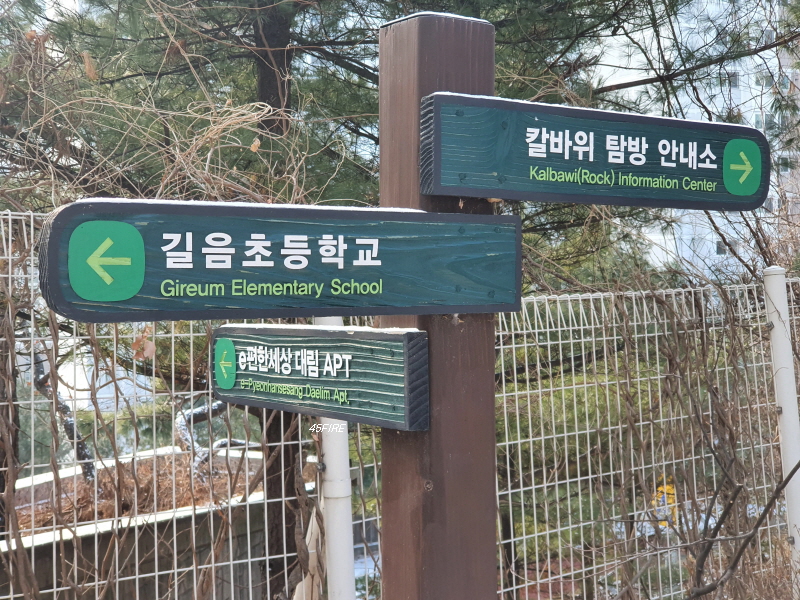 칼바위 탐방 안내소
Kalbawi(Rock) Information Center
길음초등학교
Gireum Elementary School
e편한세상 대림 APT
e-Pyeonhansesang Daelim Apt.
45FIRE